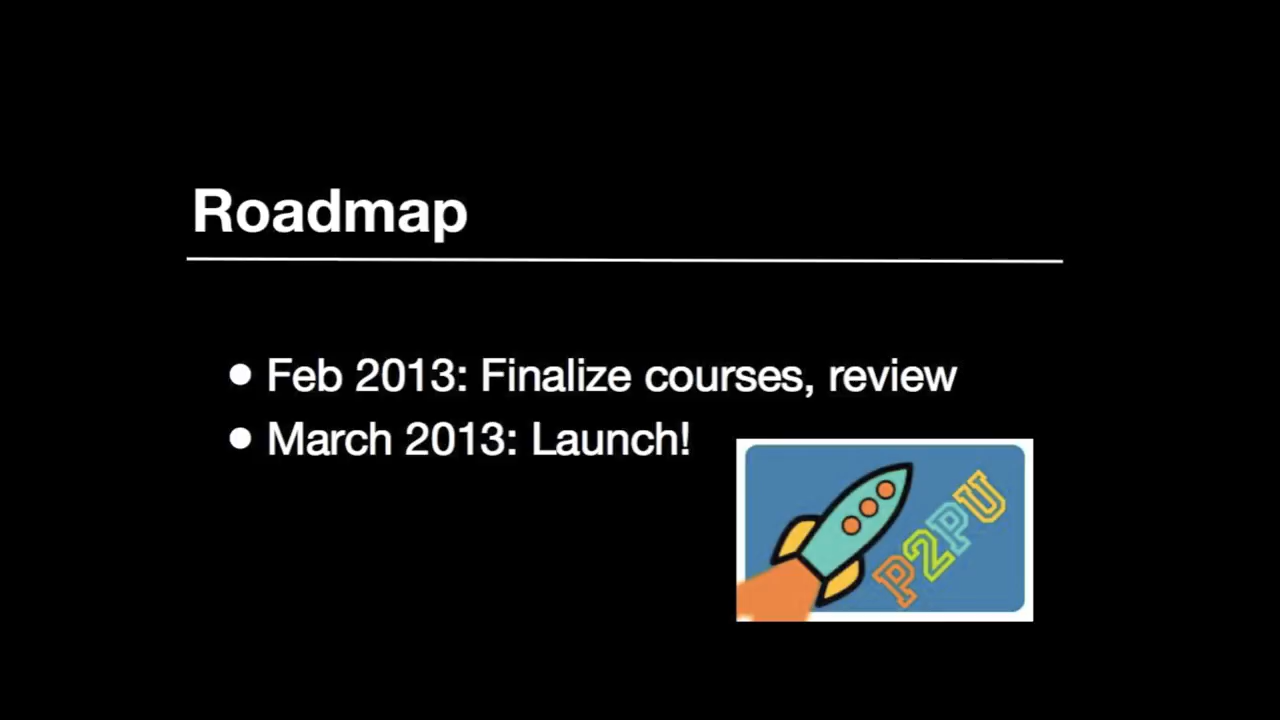 Roadmap
● Feb 2013: Finalize courses, review
● March 2013: Launch!
P2PU